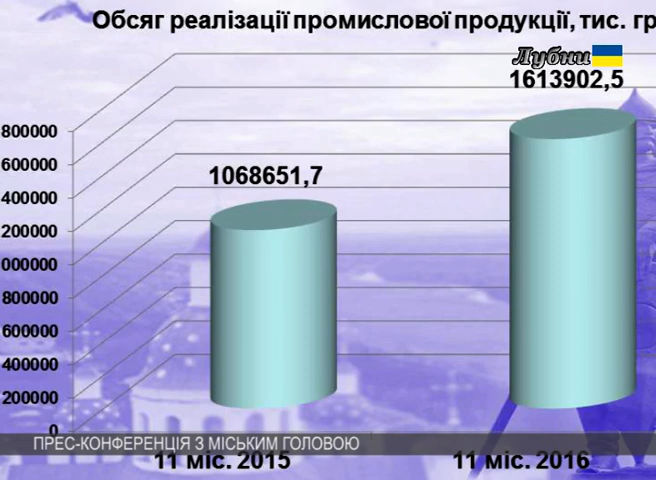 Обсяг реалізації промислової продукції, тис. гр
Лубни
1613902,5
1068651,7
800000
600000
400000
200000
000000
800000
600000
400000
200000
0
ПРЕС-КОНФЕРЕНЦІЯ З МІСЬКИМ ГОЛОВОЮ
11 міс. 2015
11 міс. 2016